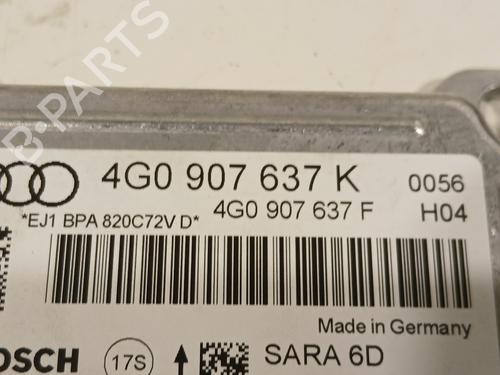 B-PARTS
4G0 907 637 K 0056
4G0 907 637 F H04
*EJ1 BPA 820C72V D*
Made in Germany
OSCH 17S SARA 6D